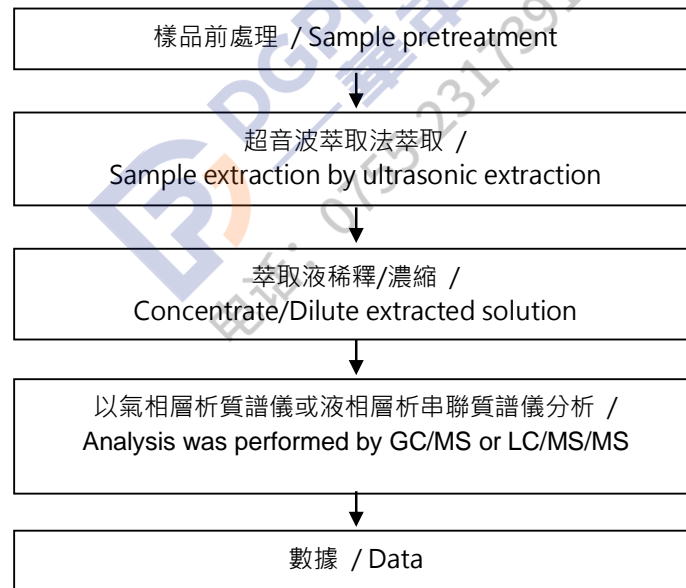 樣品前處理 / Sample pretreatment
超音波萃取法萃取 /
Sample extraction by ultrasonic extraction
萃取液稀釋/濃縮 /
Concentrate/Dilute extracted solution
以氣相層析質譜儀或液相層析串聯質譜儀分析 /
Analysis was performed by GC/MS or LC/MS/MS
數據 / Data